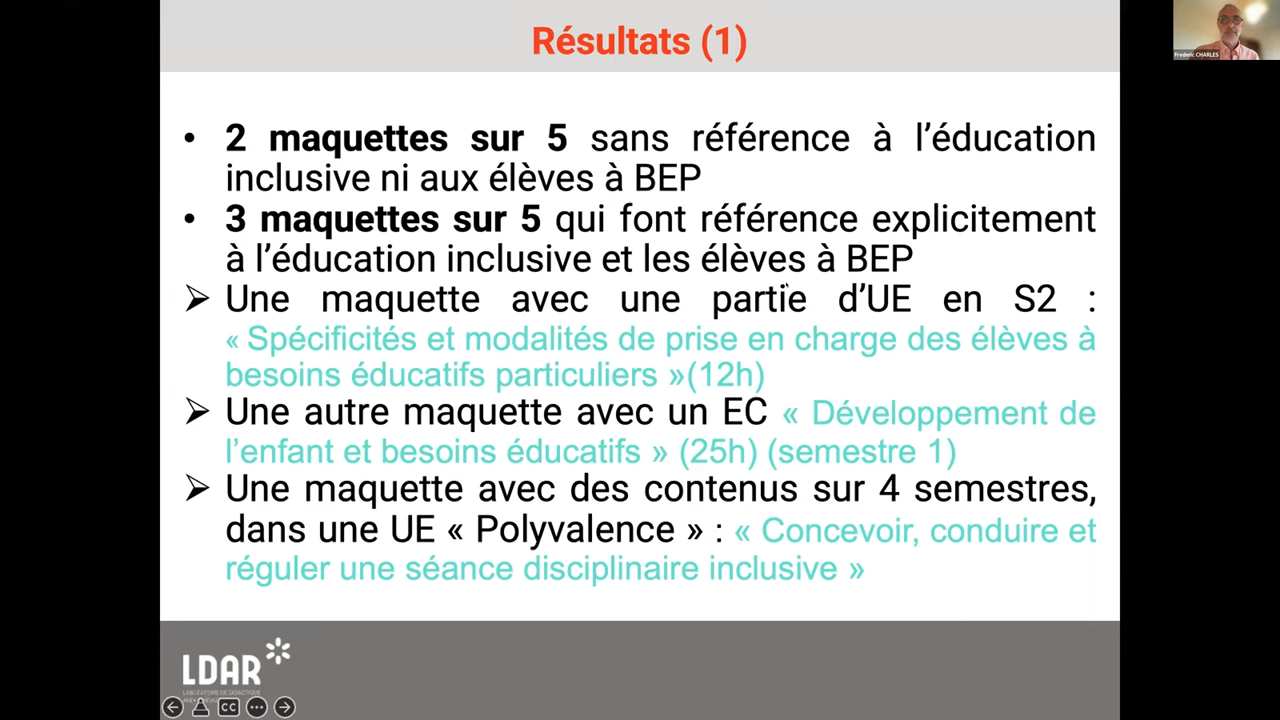 Résultats (1)
Frederic CHARLES
• 2 maquettes sur 5 sans référence à l’éducation
inclusive ni aux élèves à BEP
• 3 maquettes sur 5 qui font référence explicitement
à l’éducation inclusive et les élèves à BEP
➢ Une maquette avec une partie d’UE en S2 :
« Spécificités et modalités de prise en charge des élèves à
besoins éducatifs particuliers »(12h)
➢ Une autre maquette avec un EC « Développement de
l’enfant et besoins éducatifs » (25h) (semestre 1)
➢ Une maquette avec des contenus sur 4 semestres,
dans une UE « Polyvalence » : « Concevoir, conduire et
réguler une séance disciplinaire inclusive »
LDAR
LABORATOIRE DE DIDACTIQUE
CC